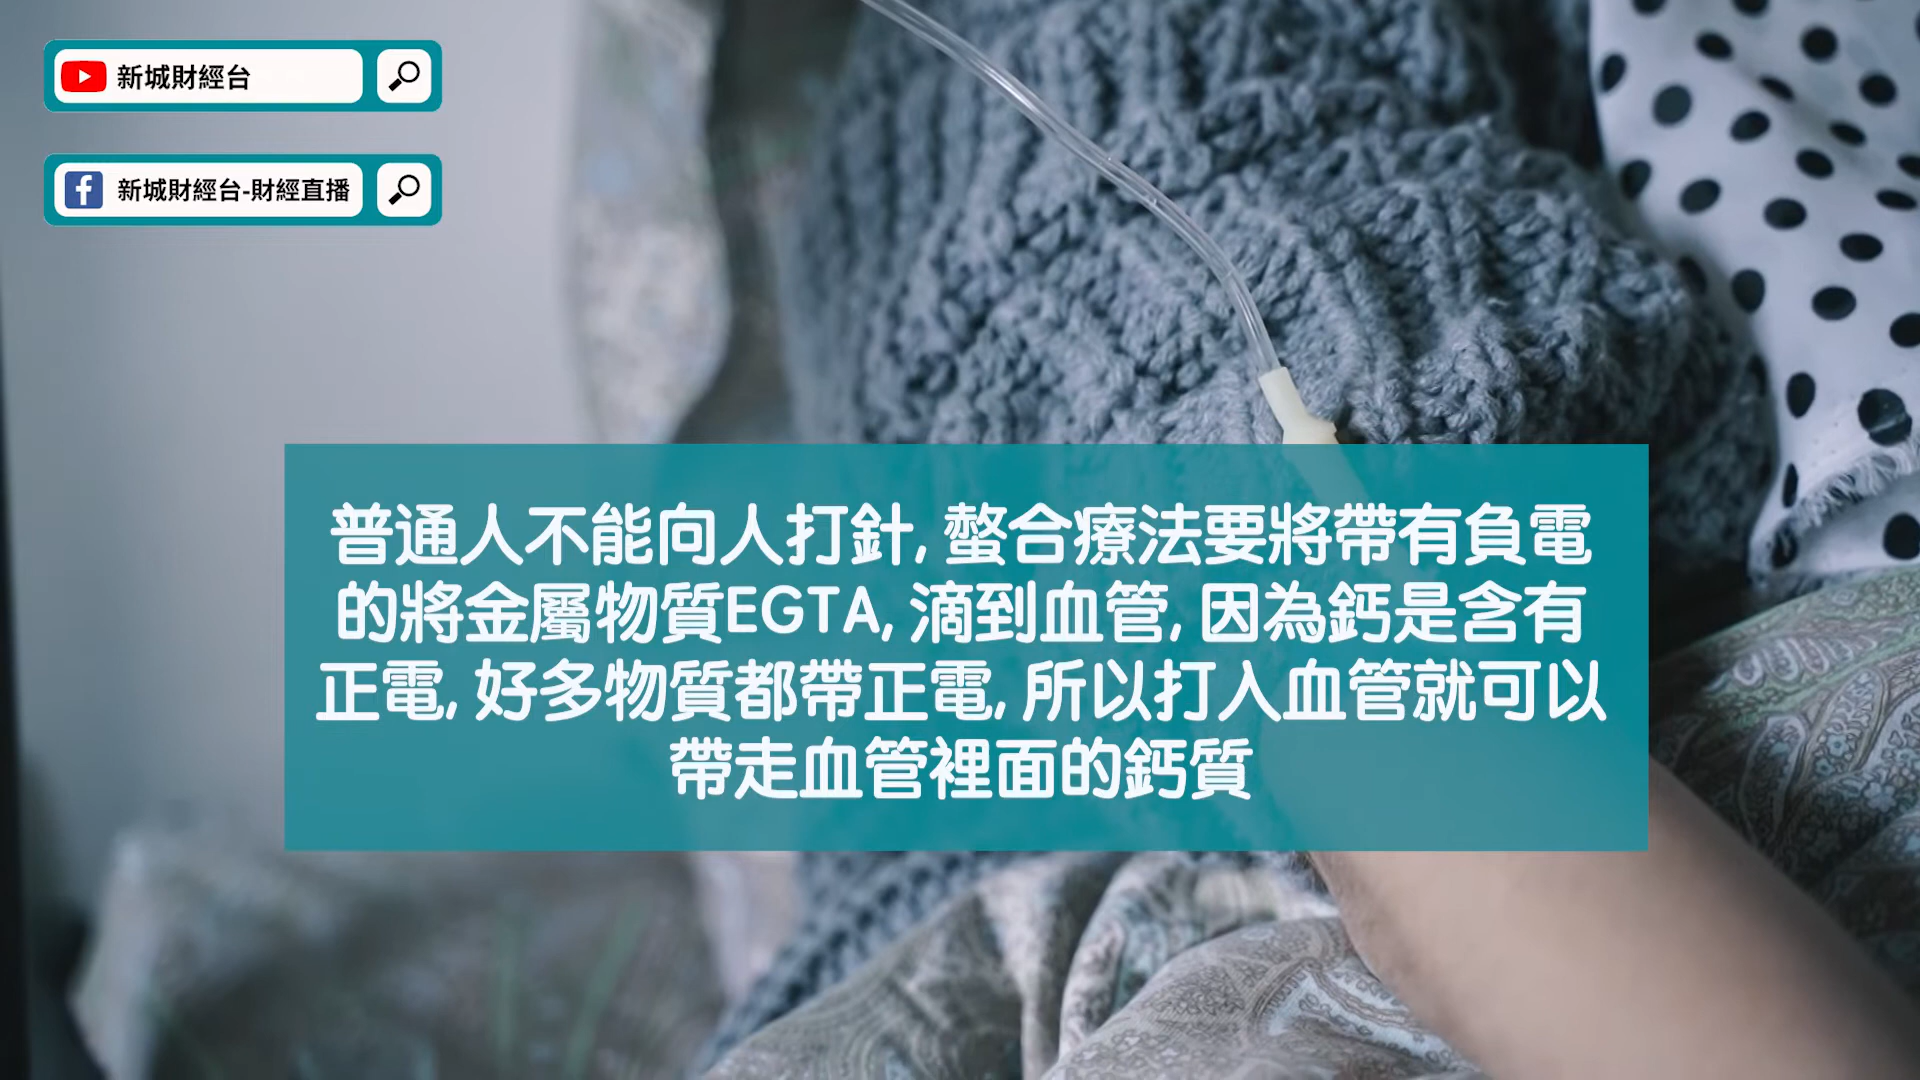 新城財經台
新城財經台-財經直播
普通人不能向人打針, 螯合療法要將帶有負電
的將金屬物質EGTA, 滴到血管, 因為鈣是含有
正電, 好多物質都帶正電, 所以打入血管就可以
帶走血管裡面的鈣質